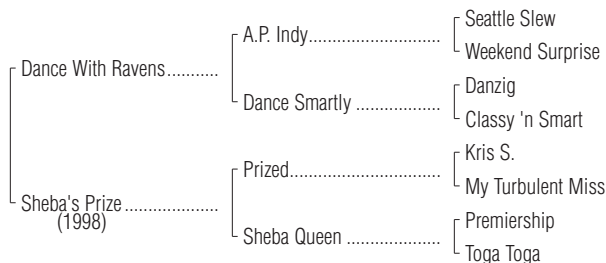 Seattle Slew
A.P. Indy..............................
Weekend Surprise
Dance With Ravens...........
Danzig
Dance Smartly ...................
Classy 'n Smart
Kris S.
Prized..................................
My Turbulent Miss
Sheba's Prize ....................
(1998)
Premiership
Sheba Queen .....................
Toga Toga